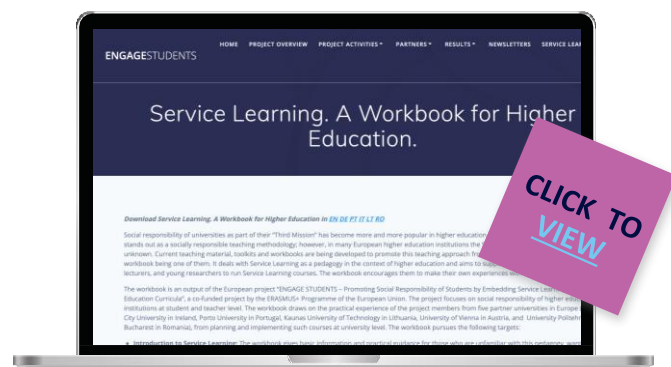 HOME PROJECT OVERVIEW PROJECT ACTIVITIES PARTNERS RESULTS NEWSLETTERS SERVICE LEAR
ENGAGESTUDENTS
Service Learning. A Workbook for Higher
Education.
CLICK TO
VIEW
Download Service Learning. A Workbook for Higher Education in EN DE PT IT LT RO
Social responsibility of universities as part of their "Third Mission" has become more and more popular in higher education
stands out as a socially responsible teaching methodology; however, in many European higher education institutions the
unknown. Current teaching material, toolkits and workbooks are being developed to promote this teaching approach
workbook being one of them. It deals with Service Learning as a pedagogy in the context of higher education and aims to
lecturers, and young researchers to run Service Learning courses. The workbook encourages them to make their own experiences
The workbook is an output of the European project "ENGAGE STUDENTS – Promoting Social Responsibility of Students by Embedding Service
Education Curricula", a co-funded project by the ERASMUS+ Programme of the European Union. The project focuses on social responsibility of higher
institutions at student and teacher level. The workbook draws on the practical experience of the project members from five partner universities in Europe
City University in Ireland, Porto University in Portugal, Kaunas University of Technology in Lithuania, University of Vienna in Austria, and University
Bucharest in Romania), from planning and implementing such courses at university level. The workbook pursues the following targets:
Introduction to Service Learning: The workbook gives basic information and practical guidance for those who are unfamiliar with this pedagogy